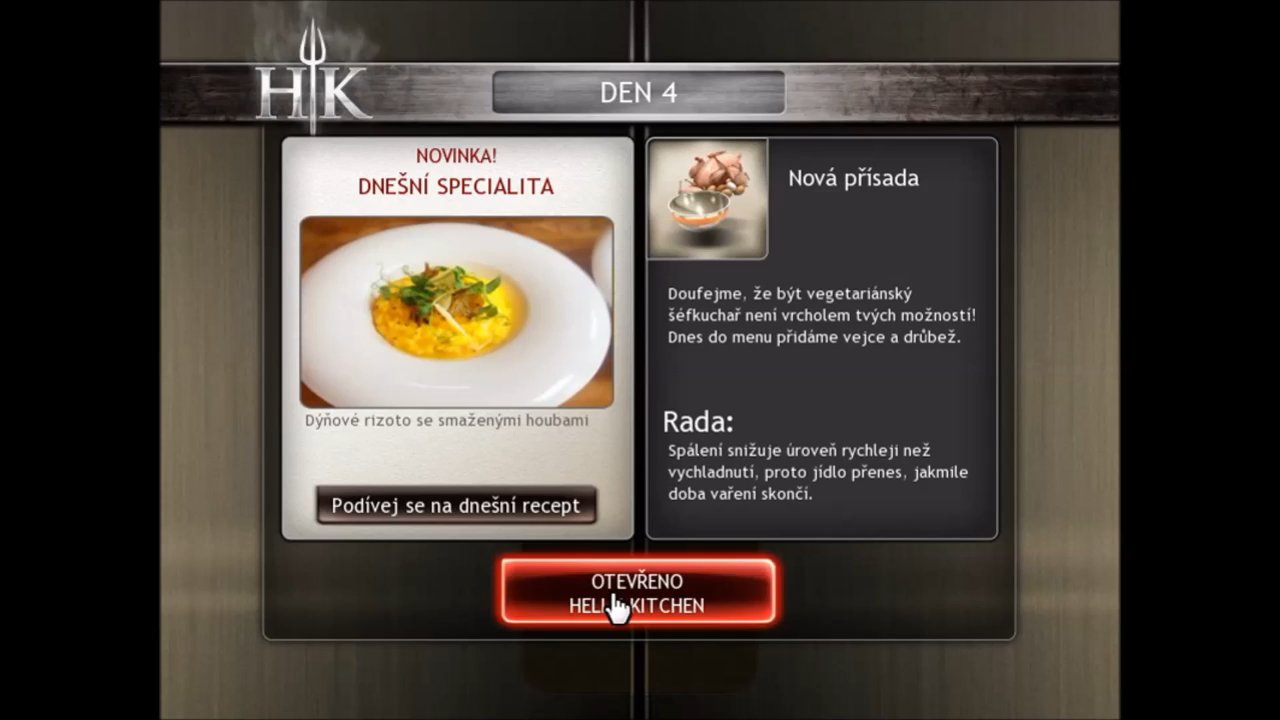 HK
DEN 4
NOVINKA!
DNEŠNÍ SPECIALITA
Dýňové rizoto se smaženými houbami
Podívej se na dnešní recept
Nová přísada
Doufejme, že být vegetariánský
šéfkuchař není vrcholem tvých možností!
Dnes do menu přidáme vejce a drůbež.
Rada:
Spálení snižuje úroveň rychleji než
vychladnutí, proto jídlo přenes, jakmile
doba vaření skončí.
OTEVŘENO
KITCHEN